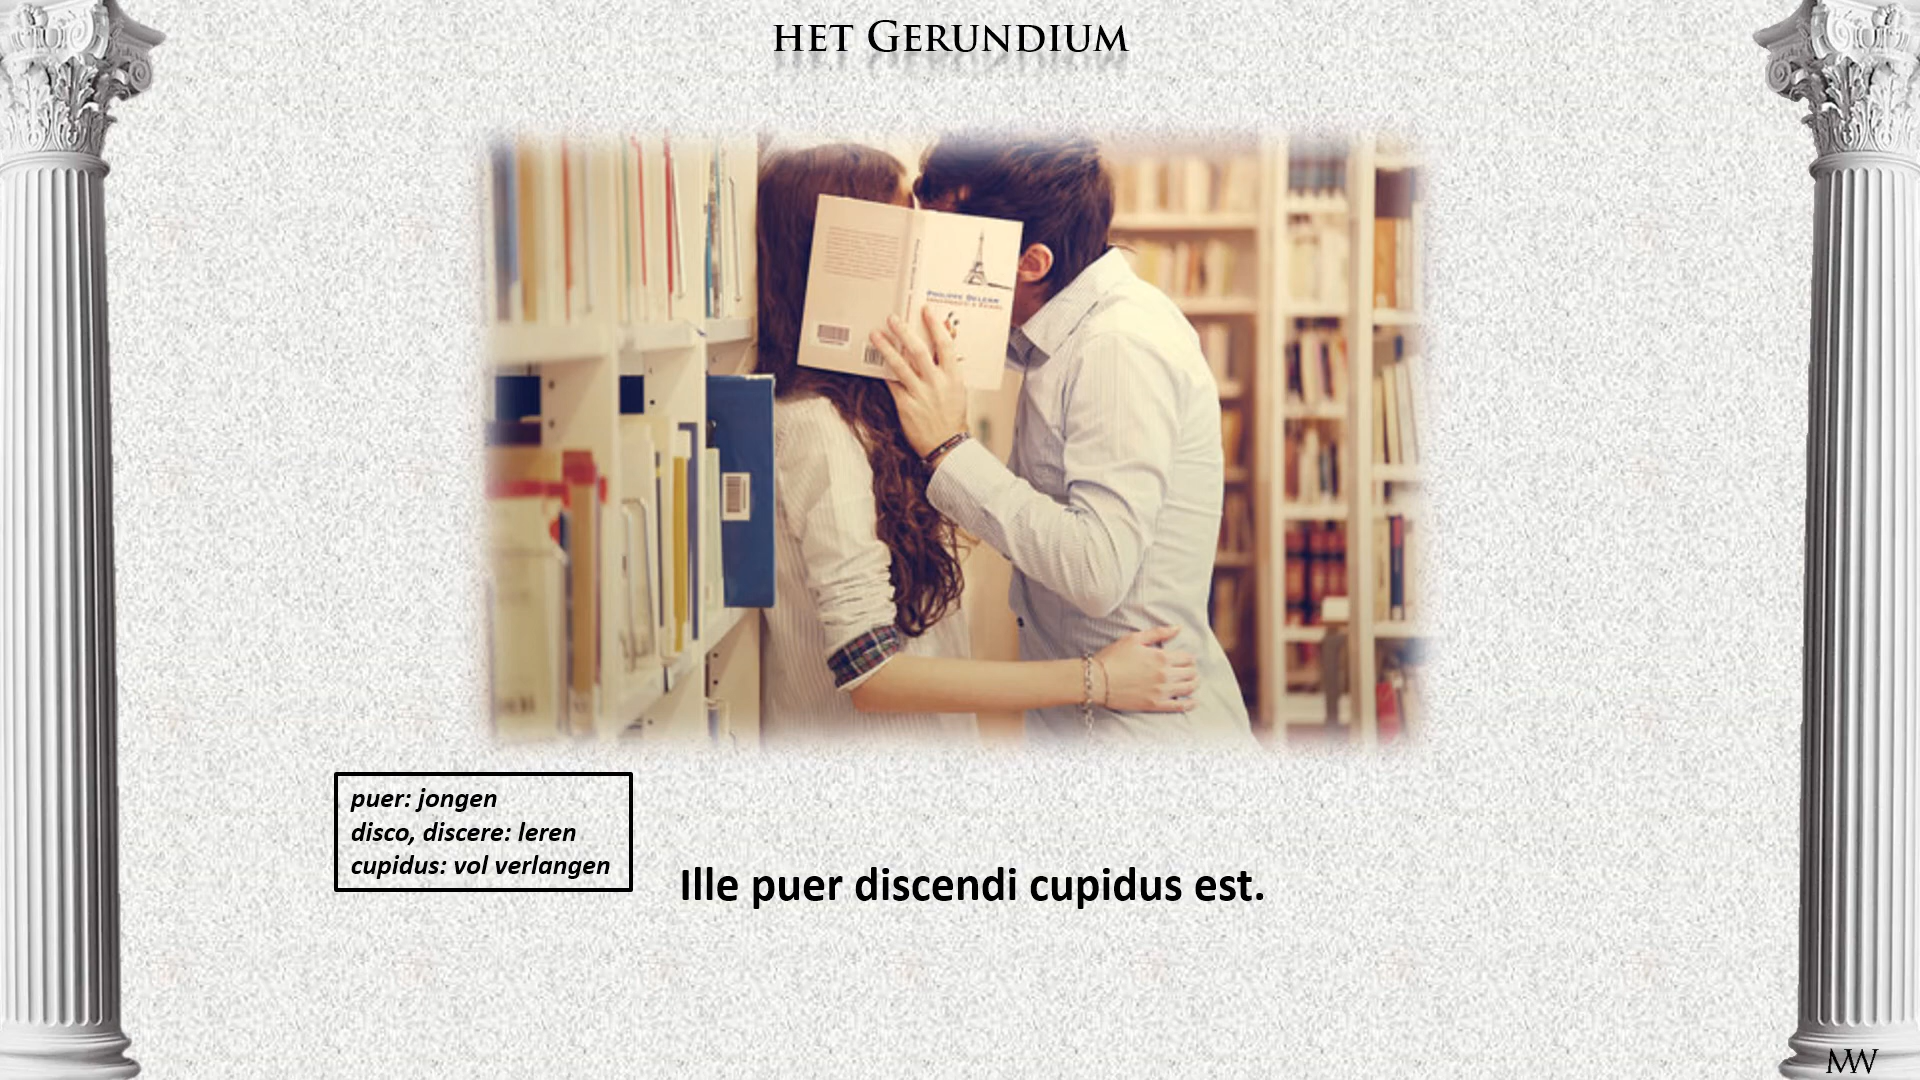 HET GERUNDIUM
puer: jongen
disco, discere: leren
cupidus: vol verlangen
Ille puer discendi cupidus est.
MW